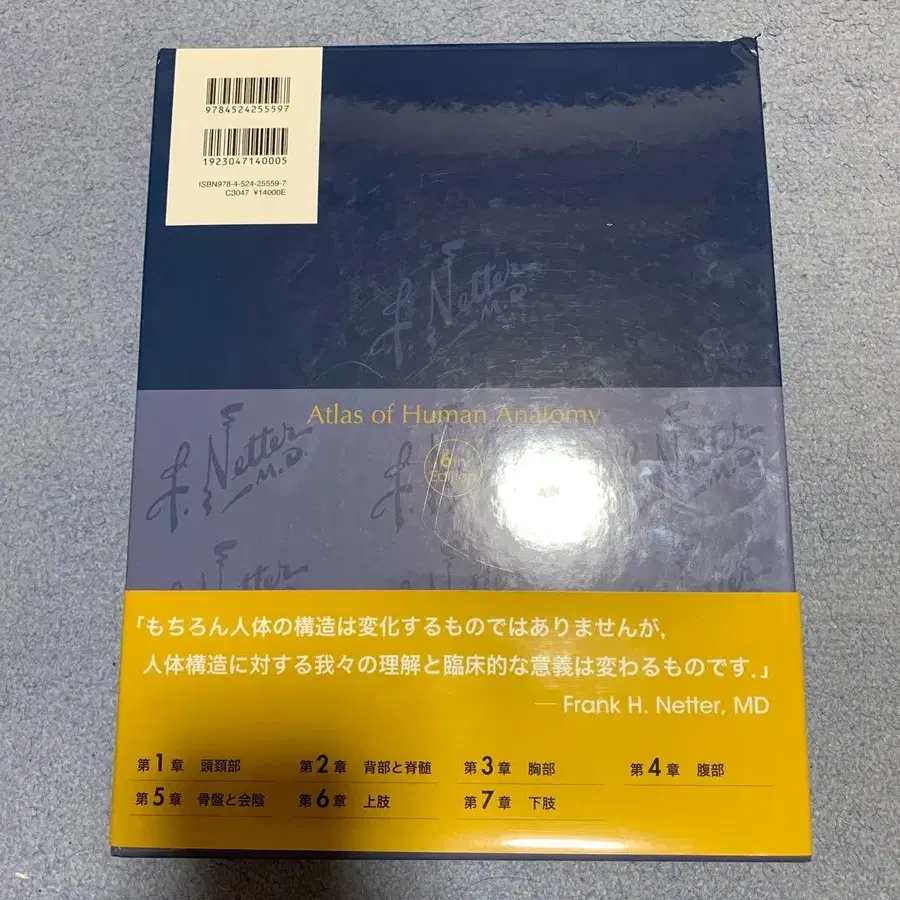 9784524255597
1923047140005
ISBN978-4-524-25559-7
C3047 ¥14000E
F. Netter M.D.
Atlas of Human Anatomy
6th Edition
F. Netter M.D.
F. Netter
「もちろん人体の構造は変化するものではありませんが,
人体構造に対する我々の理解と臨床的な意義は変わるものです.」
— Frank H. Netter, MD
第1章 頭頚部 第2章 背部と脊髄 第3章 胸部 第4章 腹部
第5章 骨盤と会陰 第6章 上肢 第7章 下肢